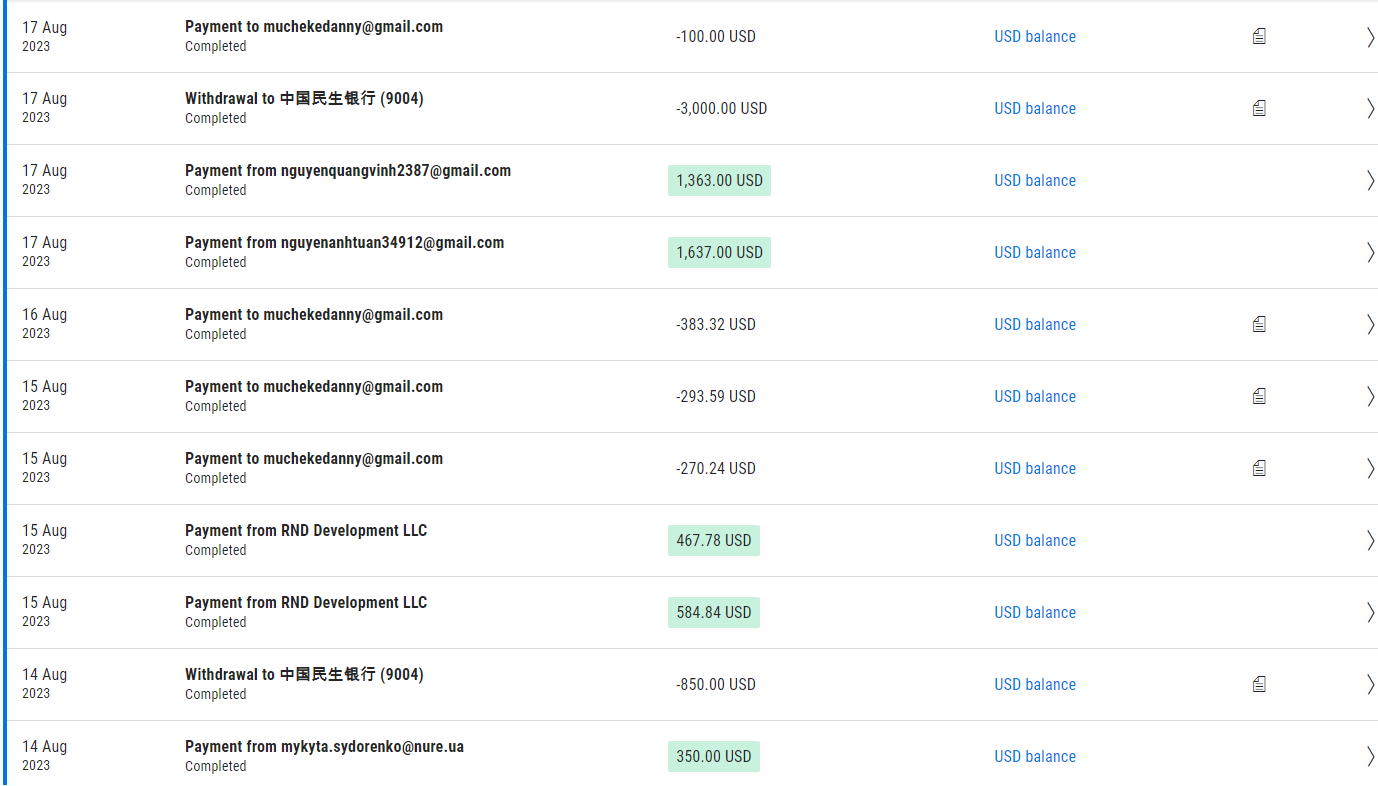 17 Aug Payment to muchekedanny@gmail.com -100.00 USD USD balance
2023 Completed
17 Aug Withdrawal to 中国民生银行 (9004) -3,000.00 USD USD balance
2023 Completed
17 Aug Payment from nguyenquangvinh2387@gmail.com 1,363.00 USD USD balance
2023 Completed
17 Aug Payment from nguyenanhtuan34912@gmail.com 1,637.00 USD USD balance
2023 Completed
16 Aug Payment to muchekedanny@gmail.com -383.32 USD USD balance
2023 Completed
15 Aug Payment to muchekedanny@gmail.com -293.59 USD USD balance
2023 Completed
15 Aug Payment to muchekedanny@gmail.com -270.24 USD USD balance
2023 Completed
15 Aug Payment from RND Development LLC 467.78 USD USD balance
2023 Completed
15 Aug Payment from RND Development LLC 584.84 USD USD balance
2023 Completed
14 Aug Withdrawal to 中国民生银行 (9004) -850.00 USD USD balance
2023 Completed
14 Aug Payment from mykyta.sydorenko@nure.ua 350.00 USD USD balance
2023 Completed